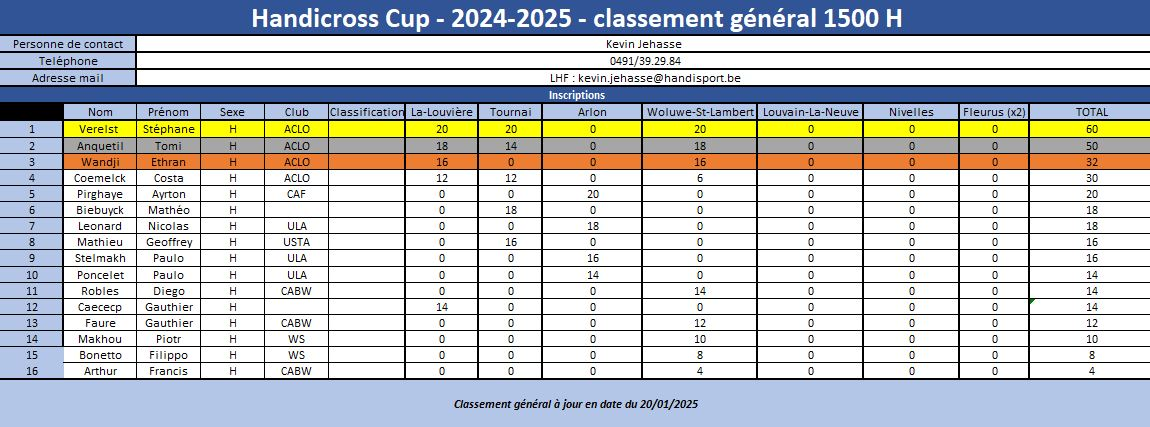 Handicross Cup - 2024-2025 - classement général 1500 H
Personne de contact Kevin Jehasse
Teléphone 0491/39.29.84
Adresse mail LHF : kevin.jehasse@handisport.be
Inscriptions
Nom Prénom Sexe Club Classification La-Louvière Tournai Arlon Woluwe-St-Lambert Louvain-La-Neuve Nivelles Fleurus (x2) TOTAL
1 Verelst Stéphane H ACLO 20 20 0 20 0 0 0 60
2 Anquetil Tomi H ACLO 18 14 0 18 0 0 0 50
3 Wandji Ethran H ACLO 16 0 0 16 0 0 0 32
4 Coemelck Costa H ACLO 12 12 0 6 0 0 0 30
5 Pirghaye Ayrton H CAF 0 0 20 0 0 0 0 20
6 Biebuyck Mathéo H 0 18 0 0 0 0 0 18
7 Leonard Nicolas H ULA 0 0 18 0 0 0 0 18
8 Mathieu Geoffrey H USTA 0 16 0 0 0 0 0 16
9 Stelmakh Paulo H ULA 0 0 16 0 0 0 0 16
10 Poncelet Paulo H ULA 0 0 14 0 0 0 0 14
11 Robles Diego H CABW 0 0 0 14 0 0 0 14
12 Caececp Gauthier H 14 0 0 0 0 0 0 14
13 Faure Gauthier H CABW 0 0 0 12 0 0 0 12
14 Makhou Piotr H WS 0 0 0 10 0 0 0 10
15 Bonetto Filippo H WS 0 0 0 8 0 0 0 8
16 Arthur Francis H CABW 0 0 0 4 0 0 0 4
Classement général à jour en date du 20/01/2025